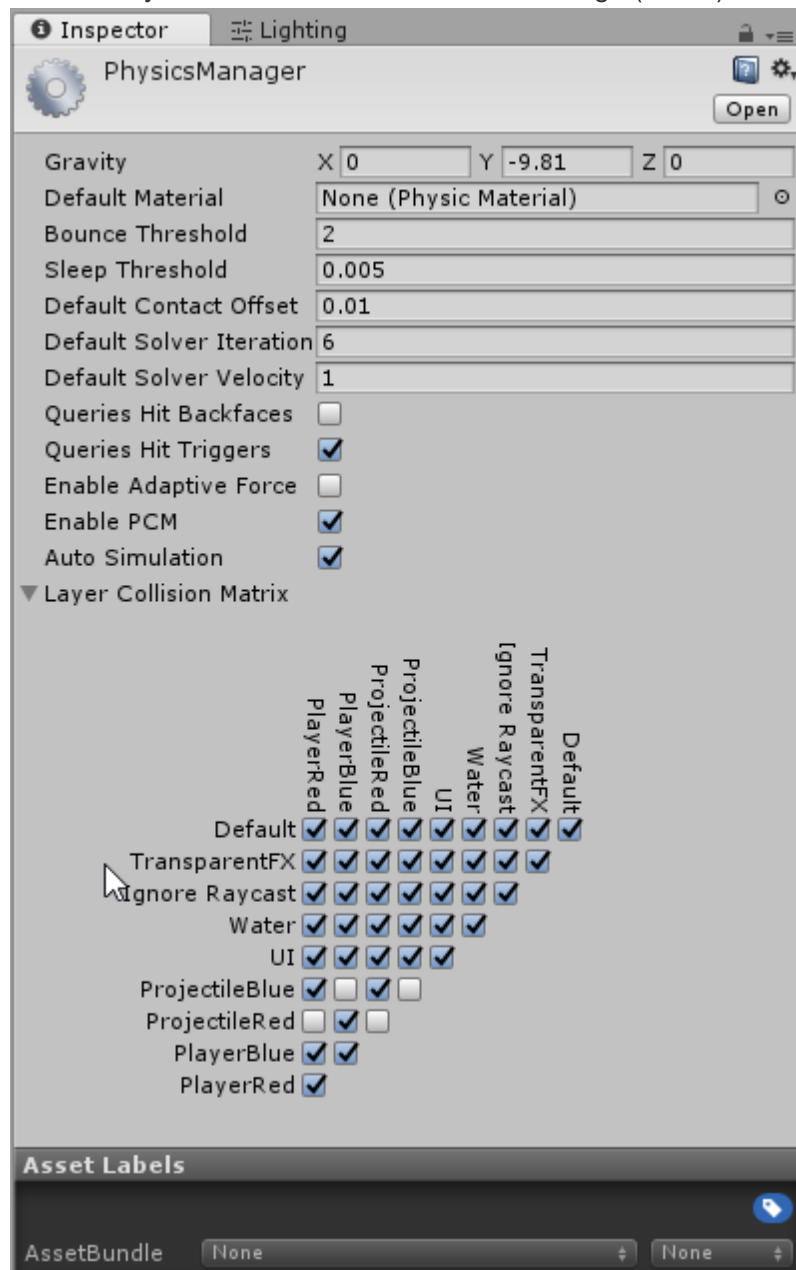 Inspector Lighting
PhysicsManager
Open
Gravity X 0 Y -9.81 Z 0
Default Material None (Physic Material)
Bounce Threshold 2
Sleep Threshold 0.005
Default Contact Offset 0.01
Default Solver Iteration 6
Default Solver Velocity 1
Queries Hit Backfaces
Queries Hit Triggers
Enable Adaptive Force
Enable PCM
Auto Simulation
Layer Collision Matrix
PlayerRed
PlayerBlue
ProjectileRed
ProjectileBlue
UI
Water
Ignore Raycast
TransparentFX
Default
Default
TransparentFX
Ignore Raycast
Water
UI
ProjectileBlue
ProjectileRed
PlayerBlue
PlayerRed
Asset Labels
AssetBundle None None